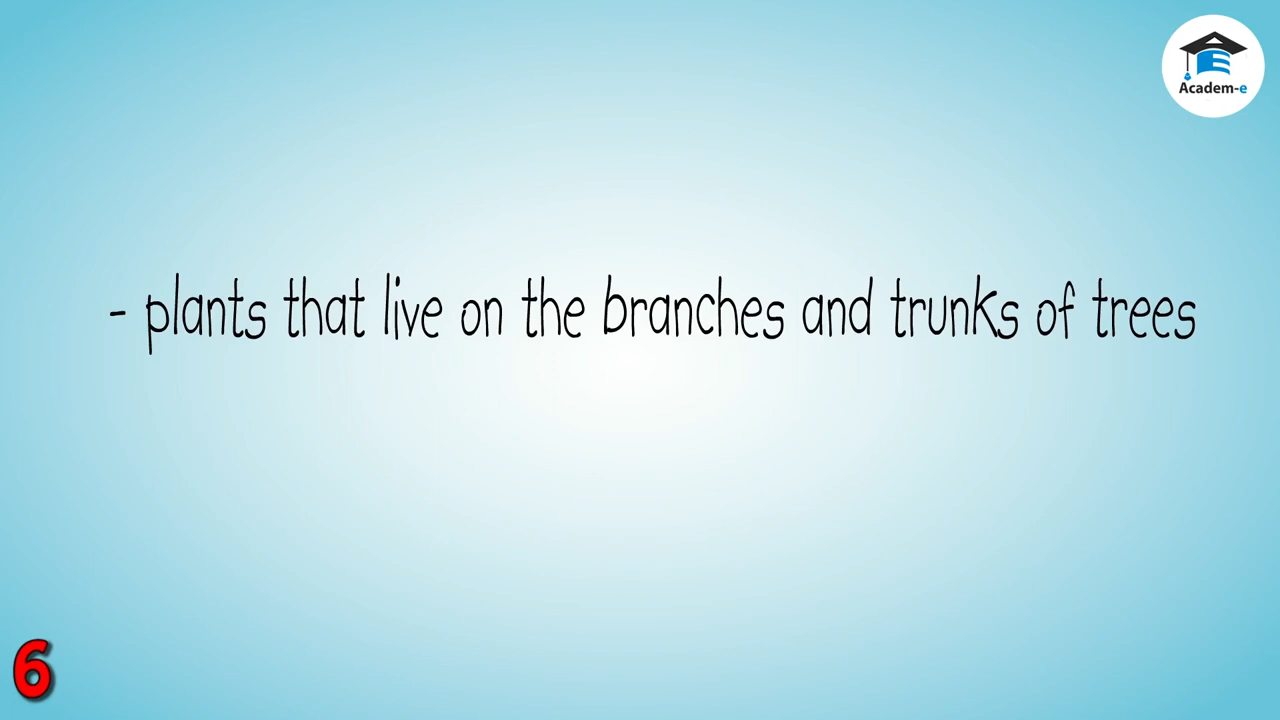 Academ-e
- plants that live on the branches and trunks of trees
6